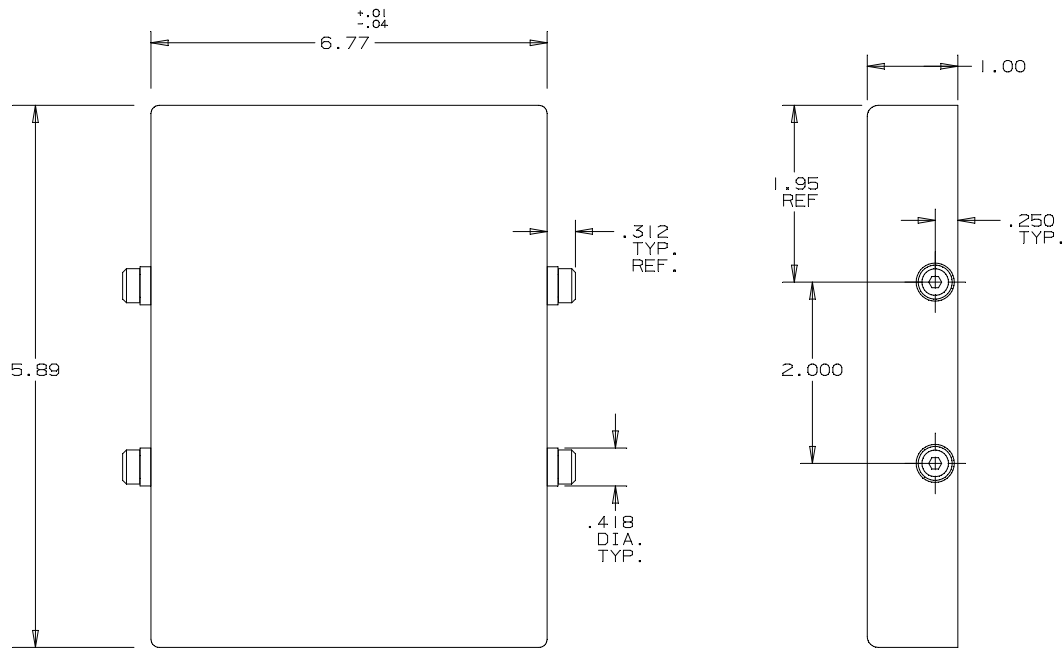 +.01
-.04
6.77
1.00
1.95
REF
.250
TYP.
.312
TYP.
REF.
5.89
2.000
.418
DIA.
TYP.